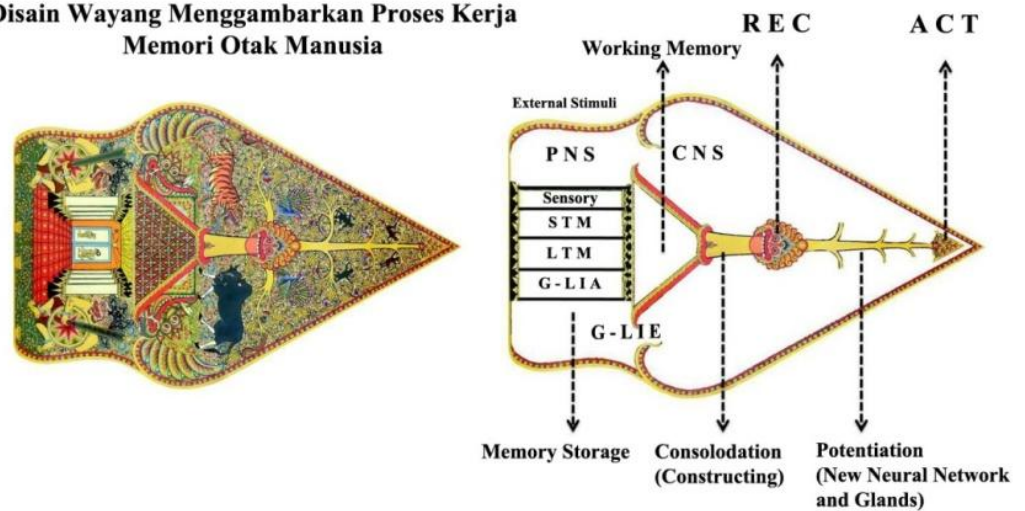 Disain Wayang Menggambarkan Proses Kerja
Memori Otak Manusia
R E C
A C T
Working Memory
External Stimuli
P N S
C N S
Sensory
S T M
L T M
G - L I A
G - L I E
Memory Storage
Consolodation
(Constructing)
Potentiation
(New Neural Network
and Glands)